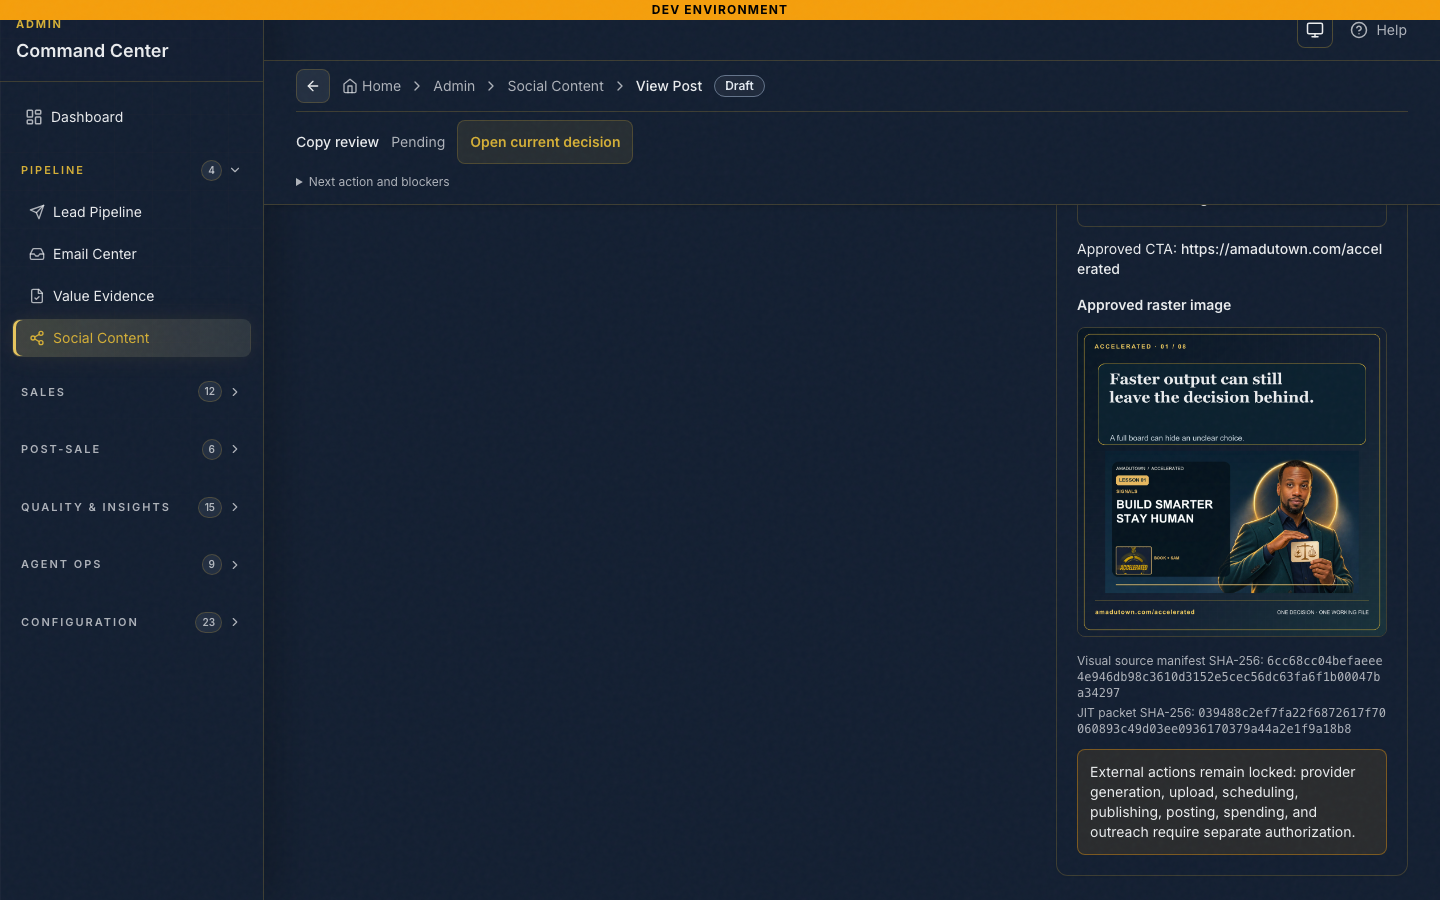 DEV ENVIRONMENT
ADMIN
Command Center
Help
Dashboard
PIPELINE
4
Lead Pipeline
Email Center
Value Evidence
Social Content
SALES
12
POST-SALE
6
QUALITY & INSIGHTS
15
AGENT OPS
9
CONFIGURATION
23
Home
Admin
Social Content
View Post
Draft
Copy review
Pending
Open current decision
Next action and blockers
Approved CTA: https://amadutown.com/accel
erated
Approved raster image
ACCELERATED · 01 / 08
Faster output can still
leave the decision behind.
A full board can hide an unclear choice.
AMADUTOWN / ACCELERATED
LESSON 01
SIGNALS
BUILD SMARTER
STAY HUMAN
ACCELERATED
BOOK + GAM
amadutown.com/accelerated
ONE DECISION · ONE WORKING FILE
Visual source manifest SHA-256: 6cc68cc04befaeee
4e946db98c3610d3152e5cec56dc63fa6f1b00047b
a34297
JIT packet SHA-256: 039488c2ef7fa22f6872617f70
060893c49d03ee0936170379a44a2e1f9a18b8
External actions remain locked: provider
generation, upload, scheduling,
publishing, posting, spending, and
outreach require separate authorization.